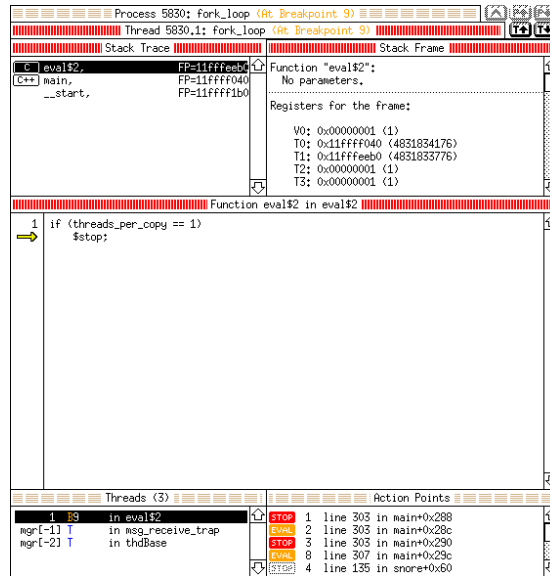 Process 5830: fork_loop (At Breakpoint 9)
Thread 5830.1: fork_loop (At Breakpoint 9)
T+ T-
Stack Trace
Stack Frame
C eval$2, FP=11fffeeb0
C++ main, FP=11ffff040
__start, FP=11ffff1b0
Function "eval$2":
No parameters.
Registers for the frame:
V0: 0x00000001 (1)
T0: 0x11ffff040 (4831834176)
T1: 0x11fffeeb0 (4831833776)
T2: 0x00000001 (1)
T3: 0x00000001 (1)
Function eval$2 in eval$2
1 if (threads_per_copy == 1)
$stop;
Threads (3)
Action Points
1 B9 in eval$2
mgr[-1] T in msg_receive_trap
mgr[-2] T in thdBase
STOP 1 line 303 in main+0x288
EVAL 2 line 303 in main+0x28c
STOP 3 line 303 in main+0x290
EVAL 8 line 307 in main+0x29c
STOP 4 line 135 in snore+0x60